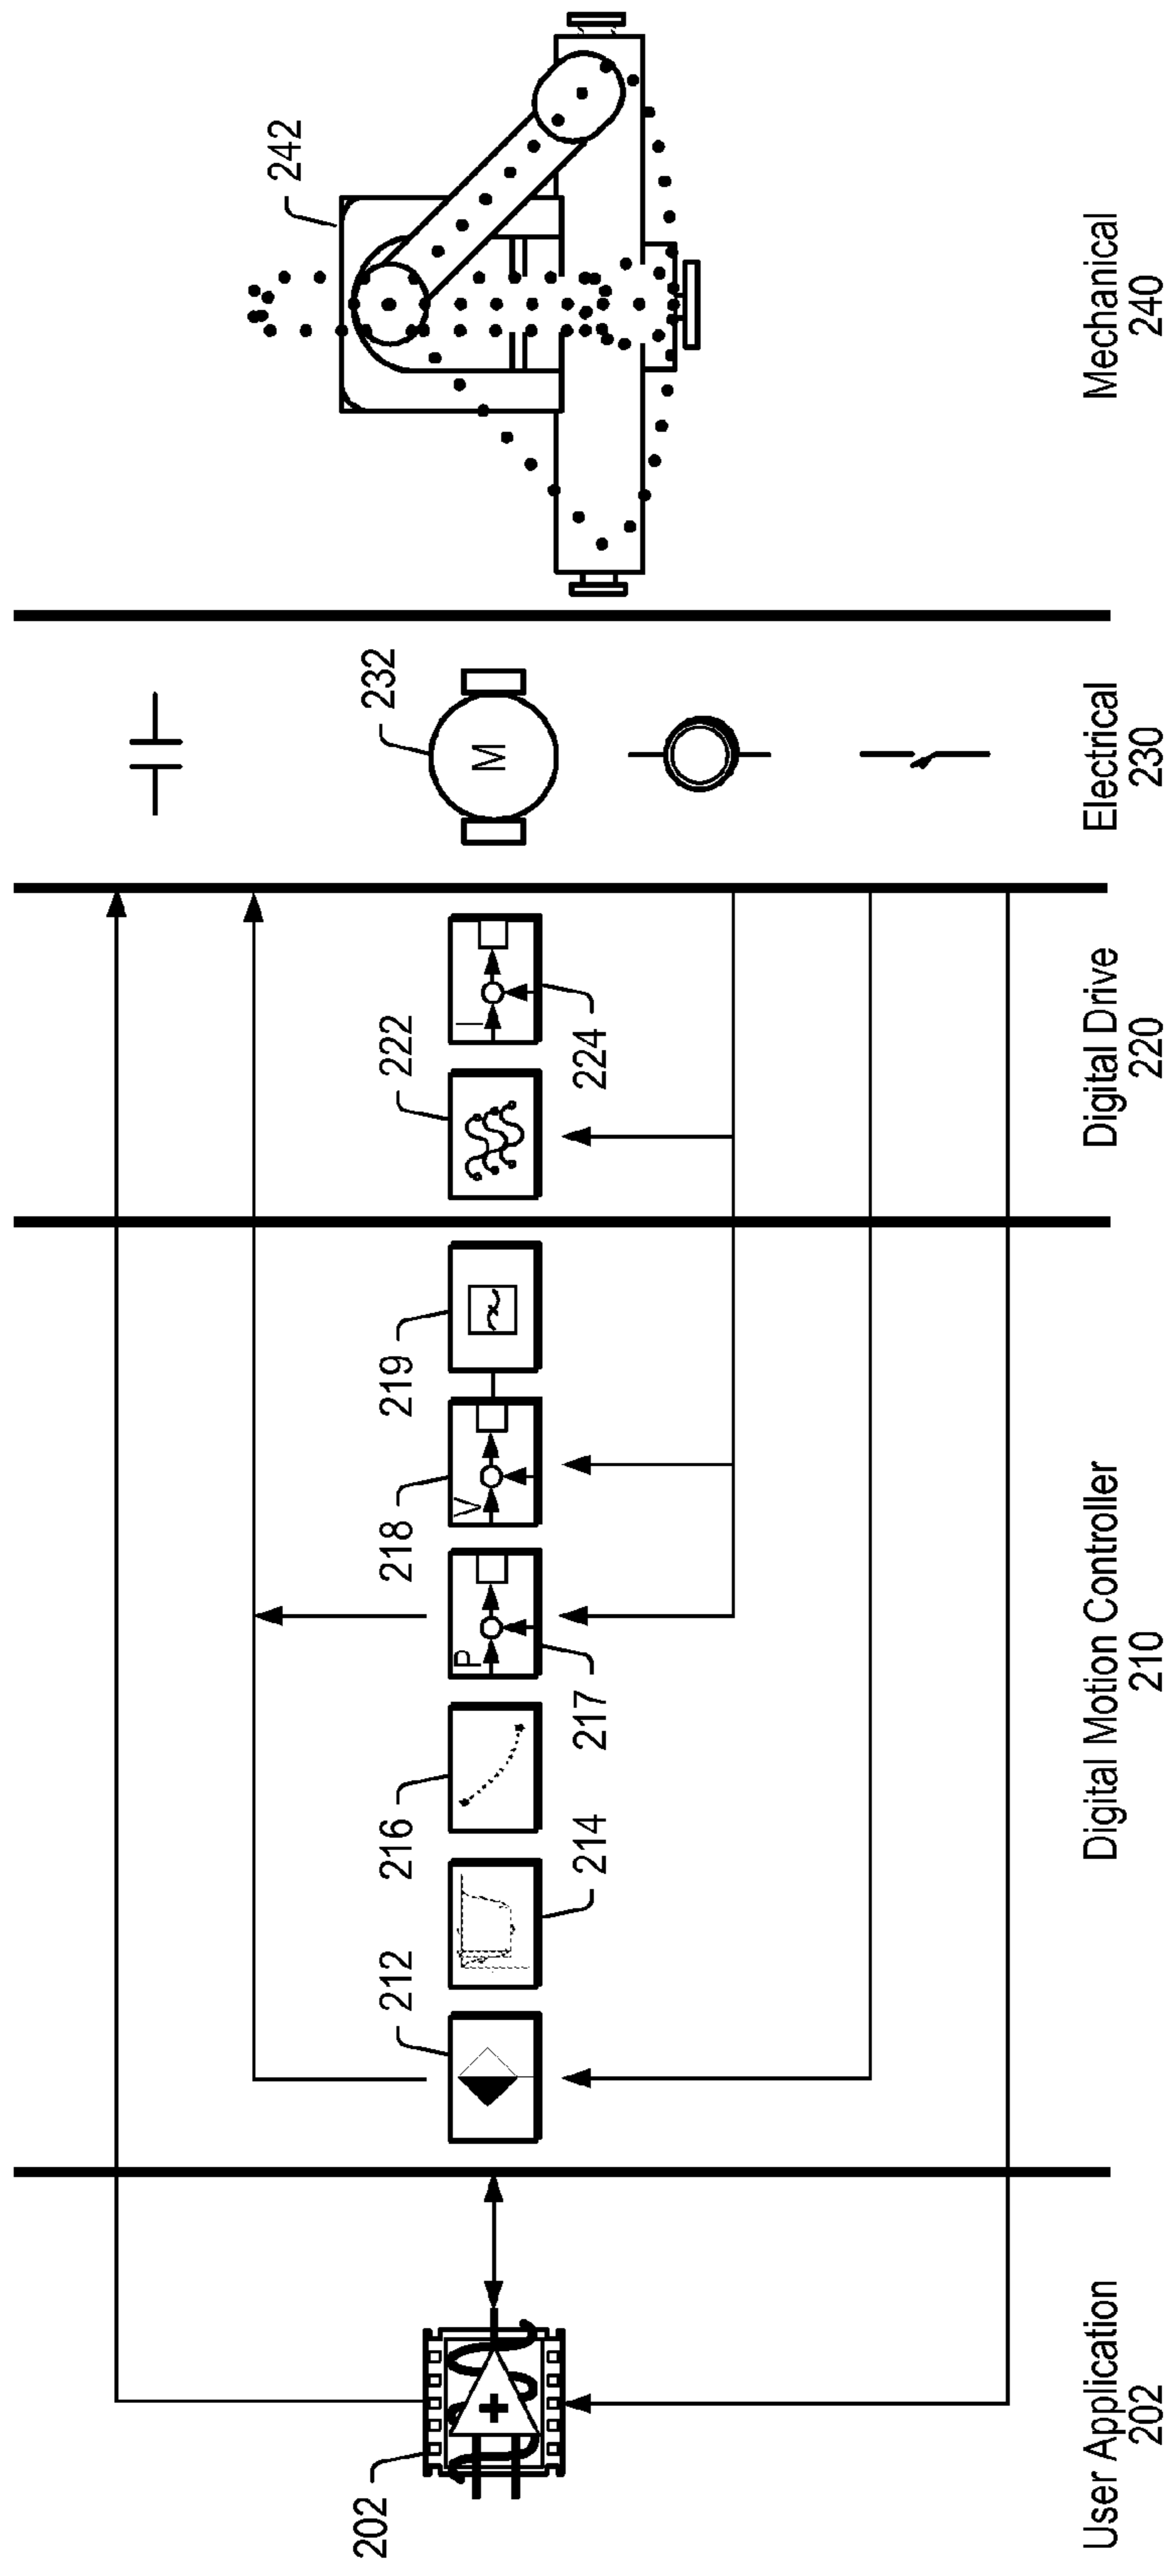 202
212
214
216
217
218
219
222
224
232
242
P
V
I
M
User Application
202
Digital Motion Controller
210
Digital Drive
220
Electrical
230
Mechanical
240